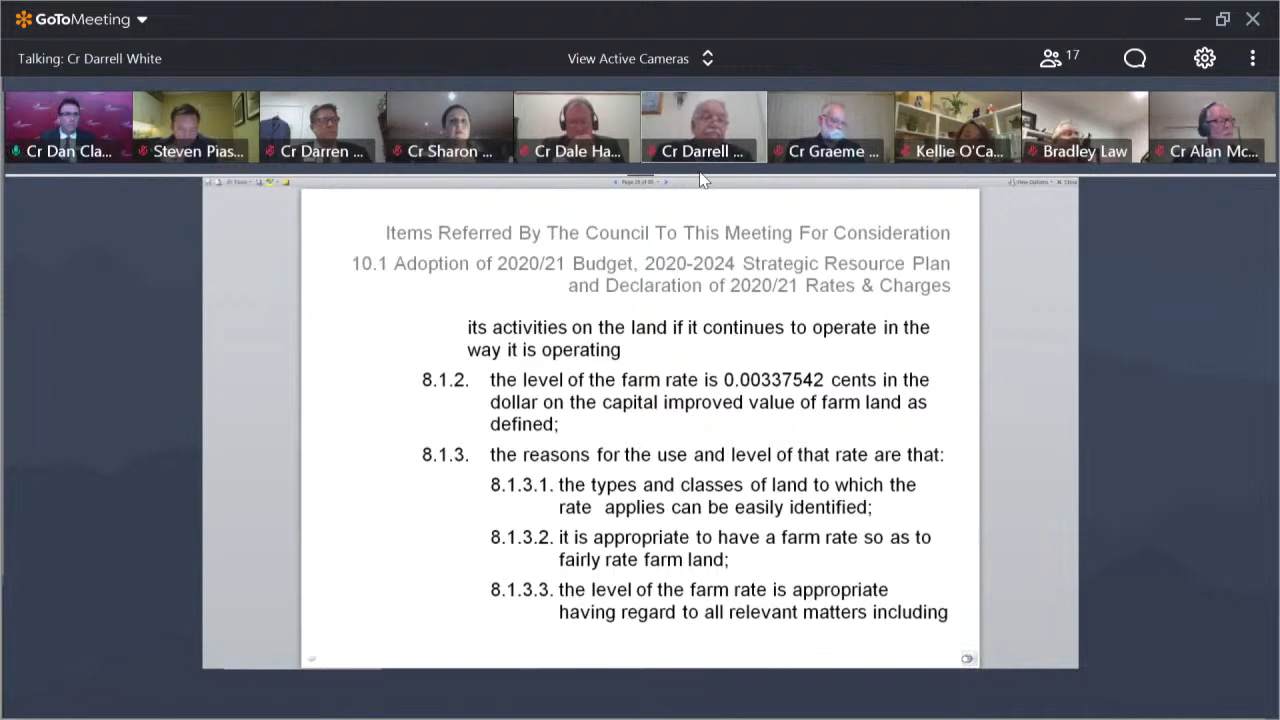 GoToMeeting
Talking: Cr Darrell White
View Active Cameras
17
Cr Dan Cla...
Steven Pias...
Cr Darren ...
Cr Sharon ...
Cr Dale Ha...
Cr Darrell ...
Cr Graeme ...
Kellie O'Ca...
Bradley Law
Cr Alan Mc...
View Options
Close
Items Referred By The Council To This Meeting For Consideration
10.1 Adoption of 2020/21 Budget, 2020-2024 Strategic Resource Plan
and Declaration of 2020/21 Rates & Charges
its activities on the land if it continues to operate in the
way it is operating
8.1.2. the level of the farm rate is 0.00337542 cents in the
dollar on the capital improved value of farm land as
defined;
8.1.3. the reasons for the use and level of that rate are that:
8.1.3.1. the types and classes of land to which the
rate applies can be easily identified;
8.1.3.2. it is appropriate to have a farm rate so as to
fairly rate farm land;
8.1.3.3. the level of the farm rate is appropriate
having regard to all relevant matters including